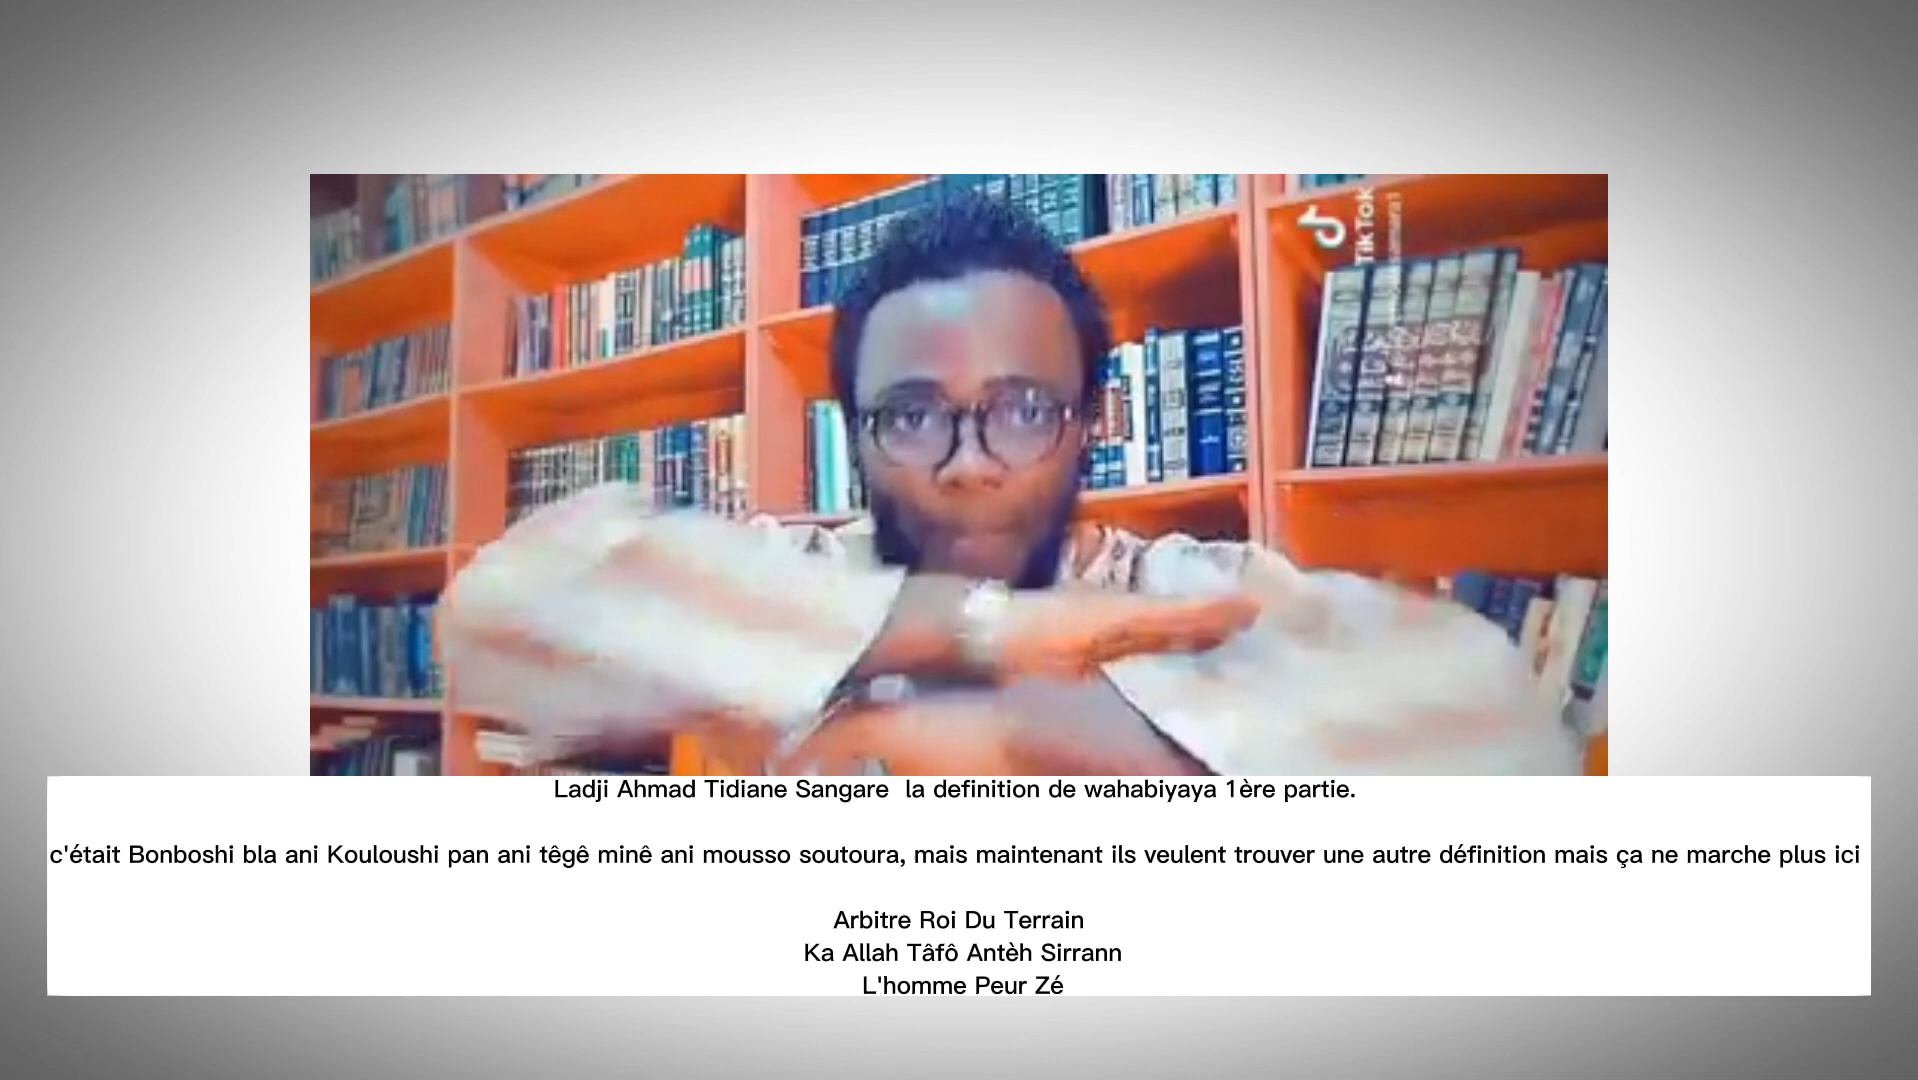 TikTok
Ladji Ahmad Tidiane Sangare  la definition de wahabiyaya 1ère partie.
c'était Bonboshi bla ani Kouloushi pan ani têgê minê ani mousso soutoura, mais maintenant ils veulent trouver une autre définition mais ça ne marche plus ici
Arbitre Roi Du Terrain
Ka Allah Tâfô Antèh Sirrann
L'homme Peur Zé